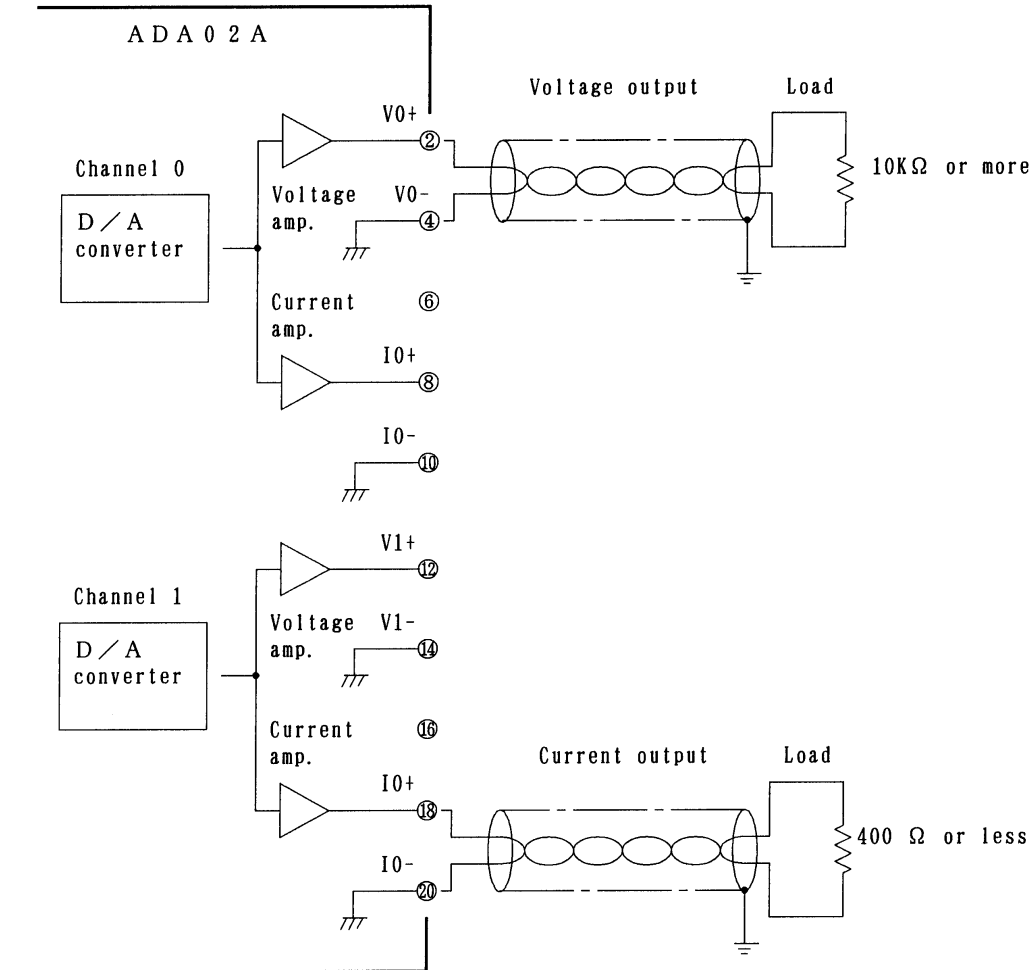 ADA02A
Voltage output
Load
V0+
②
10KΩ or more
Channel 0
D／A
converter
Voltage
amp.
V0-
④
Current
amp.
⑥
I0+
⑧
I0-
⑩
V1+
⑫
Channel 1
D／A
converter
Voltage
amp.
V1-
⑭
Current
amp.
⑯
Current output
Load
I0+
⑱
400 Ω or less
I0-
⑳